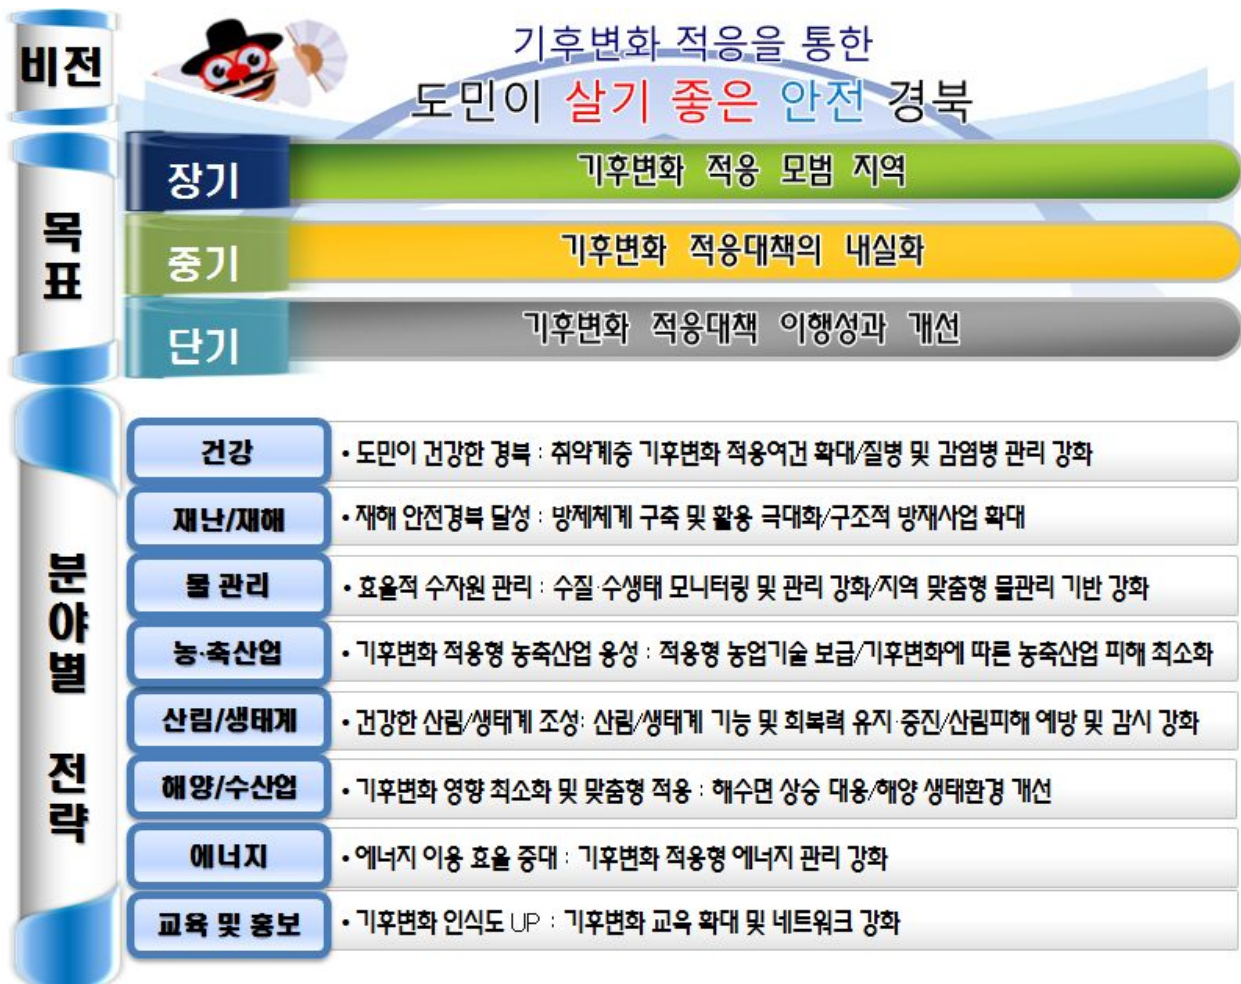 비전
기후변화 적응을 통한
도민이 살기 좋은 안전 경북
목표
장기
기후변화 적응 모범 지역
중기
기후변화 적응대책의 내실화
단기
기후변화 적응대책 이행성과 개선
분야별 전략
건강
• 도민이 건강한 경북 : 취약계층 기후변화 적응여건 확대/질병 및 감염병 관리 강화
재난/재해
• 재해 안전경북 달성 : 방제체계 구축 및 활용 극대화/구조적 방재사업 확대
물 관리
• 효율적 수자원 관리 : 수질·수생태 모니터링 및 관리 강화/지역 맞춤형 물관리 기반 강화
농·축산업
• 기후변화 적응형 농축산업 육성 : 적응형 농업기술 보급/기후변화에 따른 농축산업 피해 최소화
산림/생태계
• 건강한 산림/생태계 조성: 산림/생태계 기능 및 회복력 유지·증진/산림피해 예방 및 감시 강화
해양/수산업
• 기후변화 영향 최소화 및 맞춤형 적응 : 해수면 상승 대응/해양 생태환경 개선
에너지
• 에너지 이용 효율 증대 : 기후변화 적응형 에너지 관리 강화
교육 및 홍보
• 기후변화 인식도 UP : 기후변화 교육 확대 및 네트워크 강화